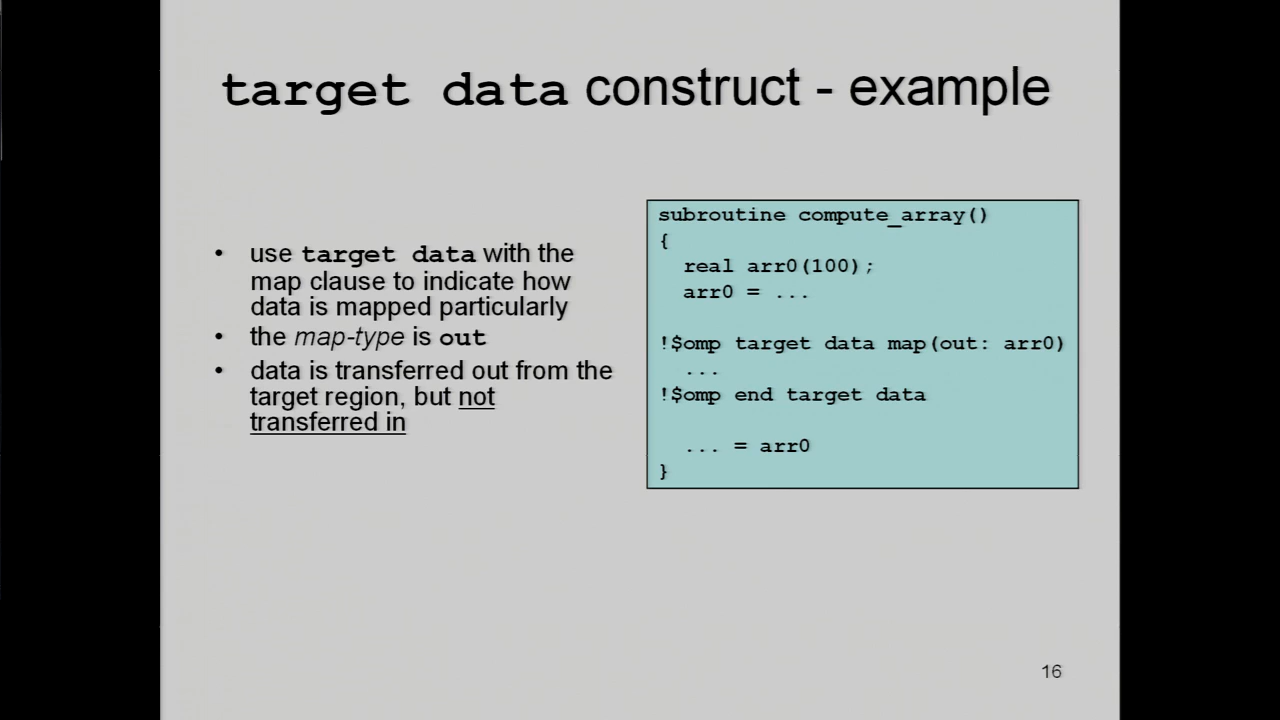 target data construct - example
• use target data with the
map clause to indicate how
data is mapped particularly
• the map-type is out
• data is transferred out from the
target region, but not
transferred in
subroutine compute_array()
{
real arr0(100);
arr0 = ...
!$omp target data map(out: arr0)
...
!$omp end target data
... = arr0
}
16